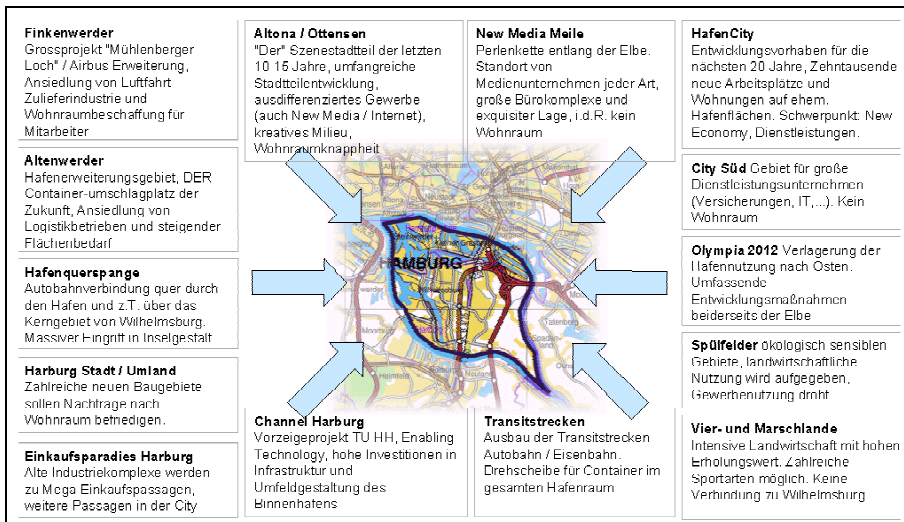 Finkenwerder
Grossprojekt "Mühlenberger
Loch" / Airbus Erweiterung,
Ansiedlung von Luftfahrt
Zulieferindustrie und
Wohnraumbeschaffung für
Mitarbeiter
Altenwerder
Hafenerweiterungsgebiet, DER
Container-umschlagplatz der
Zukunft, Ansiedlung von
Logistikbetrieben und steigender
Flächenbedarf
Hafenquerspange
Autobahnverbindung quer durch
den Hafen und z.T. über das
Kerngebiet von Wilhelmsburg.
Massiver Eingriff in Inselgestalt
Harburg Stadt / Umland
Zahlreiche neuen Baugebiete
sollen Nachfrage nach
Wohnraum befriedigen.
Einkaufsparadies Harburg
Alte Industriekomplexe werden
zu Mega Einkaufspassagen,
weitere Passagen in der City
Altona / Ottensen
"Der" Szenestadtteil der letzten
10 15 Jahre, umfangreiche
Stadtteilentwicklung,
ausdifferenziertes Gewerbe
(auch New Media / Internet),
kreatives Milieu,
Wohnraumknappheit
New Media Meile
Perlenkette entlang der Elbe.
Standort von
Medienunternehmen jeder Art,
große Bürokomplexe und
exquisiter Lage, i.d.R. kein
Wohnraum
HAMBURG
Channel Harburg
Vorzeigeprojekt TU HH, Enabling
Technology, hohe Investitionen in
Infrastruktur und
Umfeldgestaltung des
Binnenhafens
Transitstrecken
Ausbau der Transitstrecken
Autobahn / Eisenbahn.
Drehscheibe für Container im
gesamten Hafenraum
HafenCity
Entwicklungsvorhaben für die
nächsten 20 Jahre, Zehntausende
neue Arbeitsplätze und
Wohnungen auf ehem.
Hafenflächen. Schwerpunkt: New
Economy, Dienstleistungen.
City Süd Gebiet für große
Dienstleistungsunternehmen
(Versicherungen, IT,...). Kein
Wohnraum
Olympia 2012 Verlagerung der
Hafennutzung nach Osten.
Umfassende
Entwicklungsmaßnahmen
beiderseits der Elbe
Spülfelder ökologisch sensiblen
Gebiete, landwirtschaftliche
Nutzung wird aufgegeben,
Gewerbenutzung droht
Vier- und Marschlande
Intensive Landwirtschaft mit hohen
Erholungswert. Zahlreiche
Sportarten möglich. Keine
Verbindung zu Wilhelmsburg